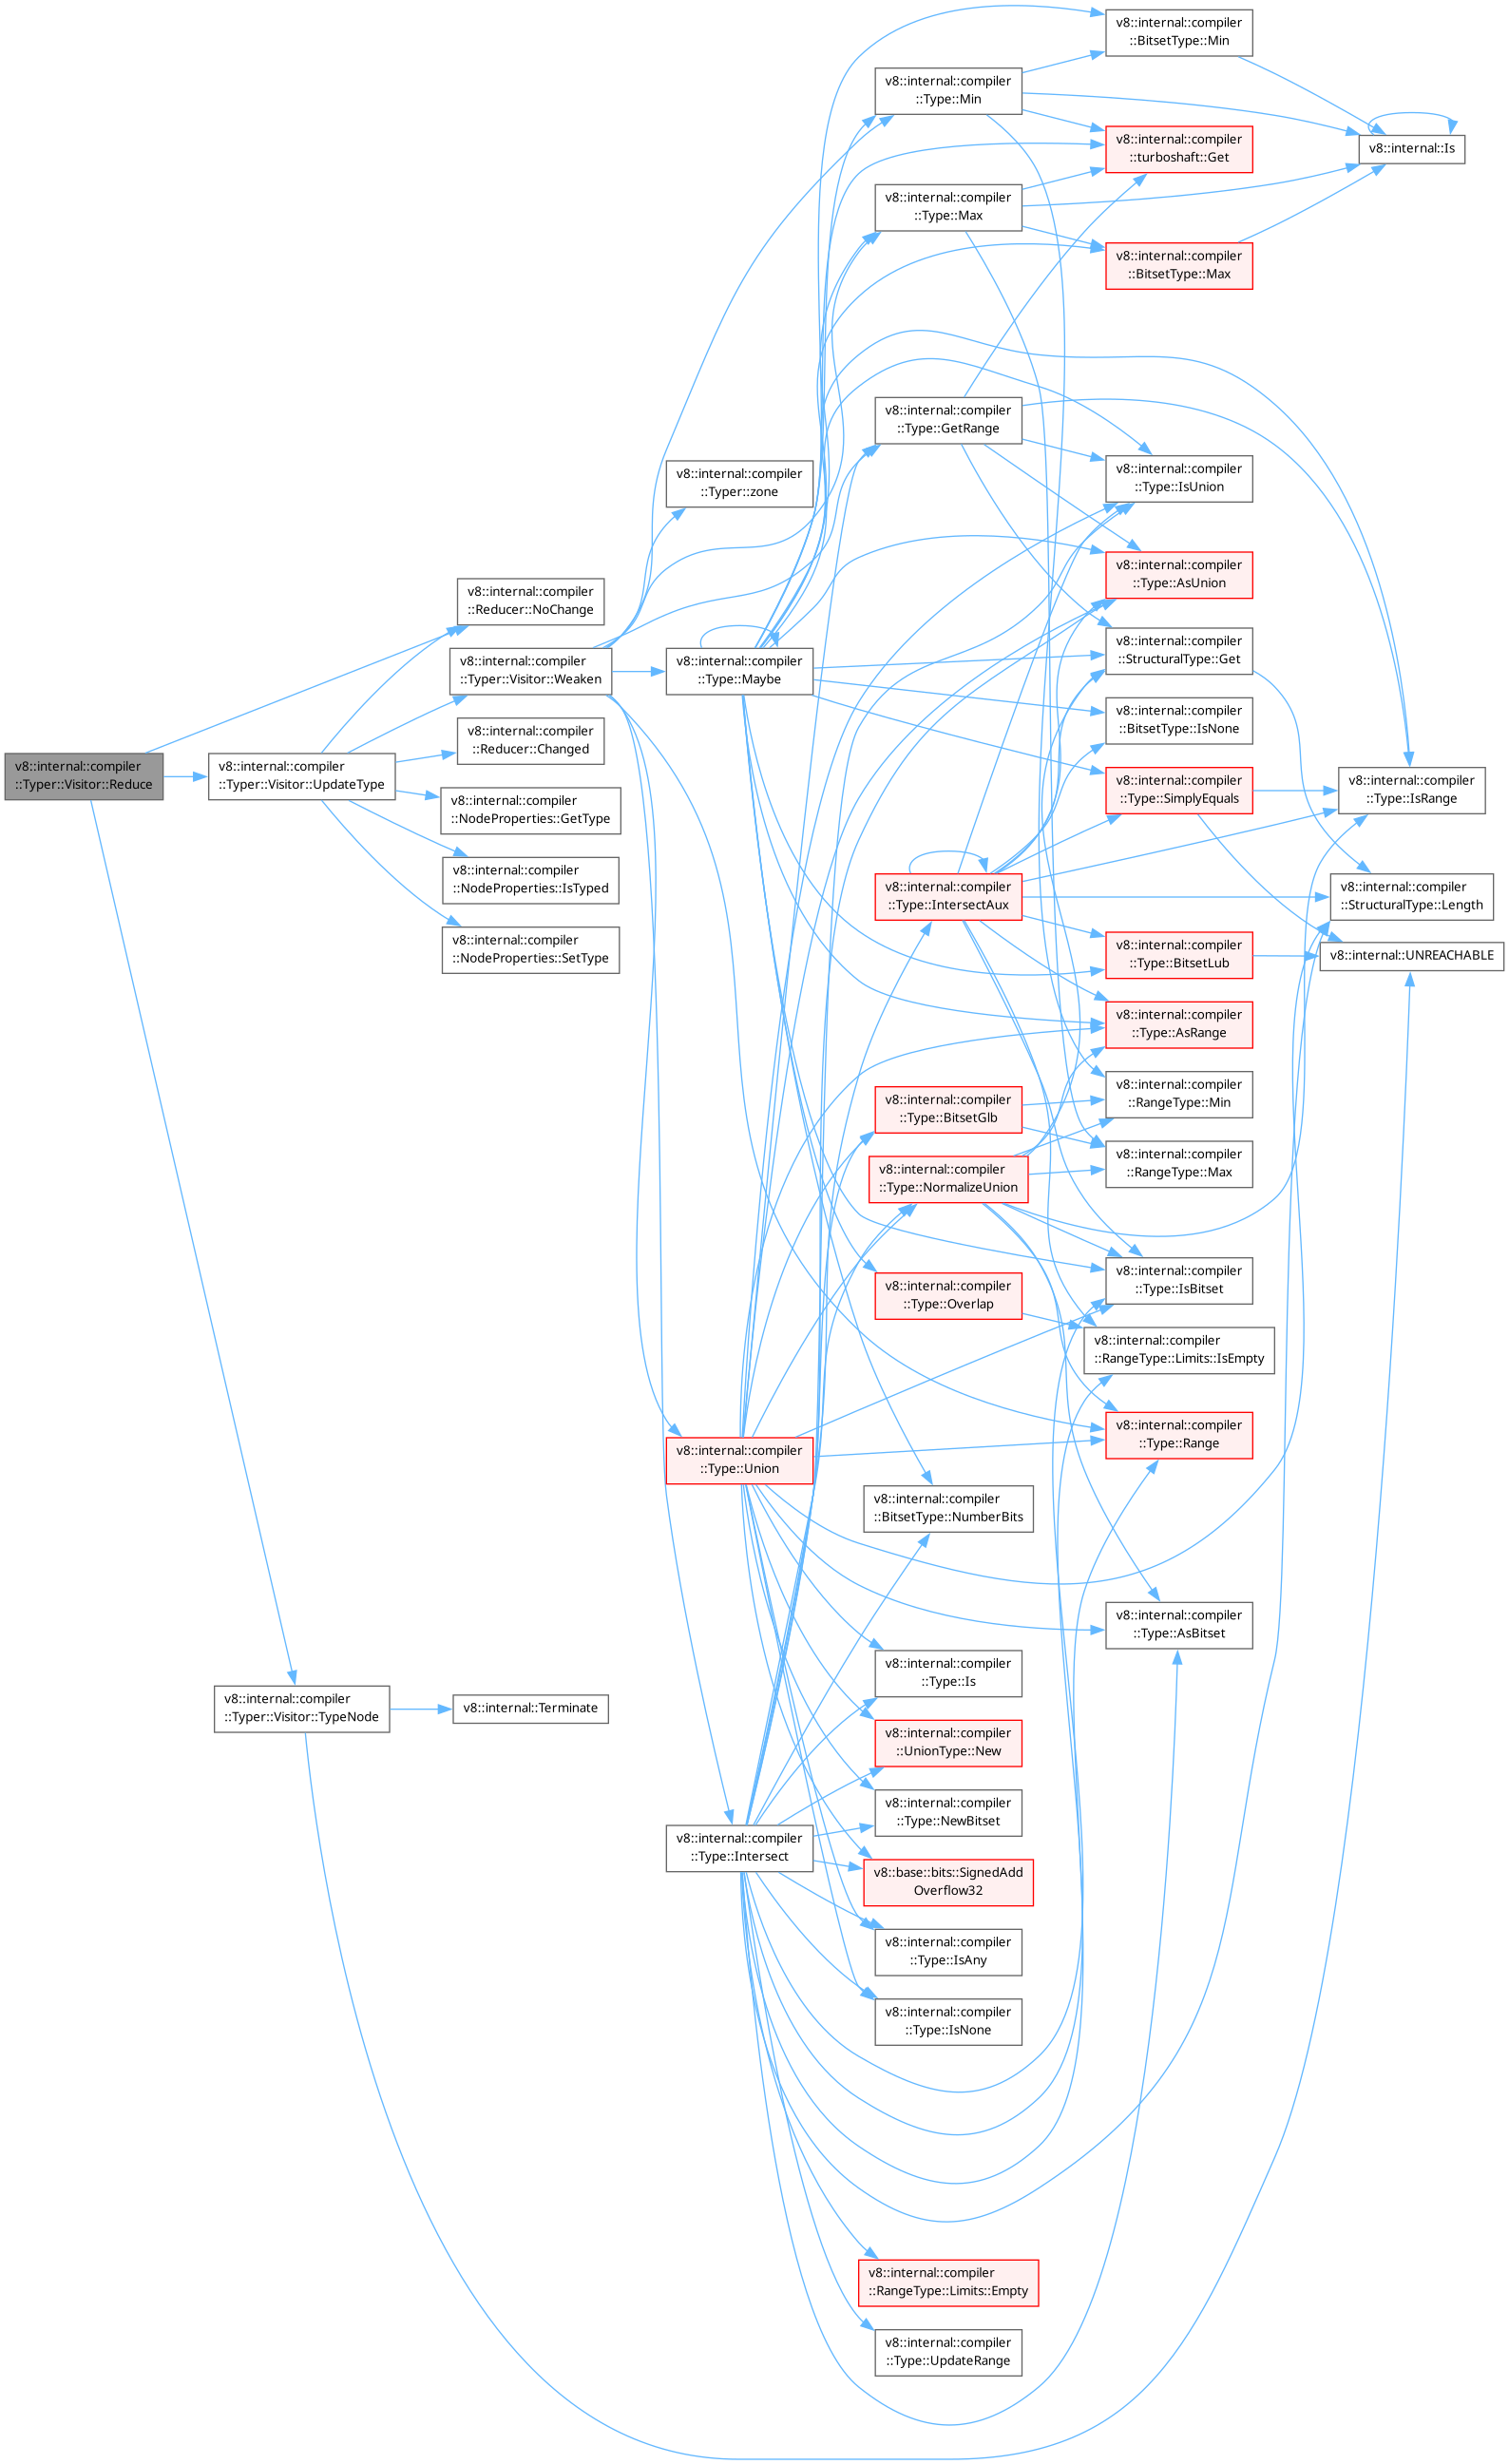 v8::internal::compiler
::Typer::Visitor::Reduce
v8::internal::compiler
::Reducer::NoChange
v8::internal::compiler
::Typer::Visitor::UpdateType
v8::internal::compiler
::Typer::Visitor::TypeNode
v8::internal::compiler
::Typer::Visitor::Weaken
v8::internal::compiler
::Reducer::Changed
v8::internal::compiler
::NodeProperties::GetType
v8::internal::compiler
::NodeProperties::IsTyped
v8::internal::compiler
::NodeProperties::SetType
v8::internal::Terminate
v8::internal::compiler
::Typer::zone
v8::internal::compiler
::Type::Maybe
v8::internal::compiler
::Type::Union
v8::internal::compiler
::Type::Intersect
v8::internal::compiler
::Type::Min
v8::internal::compiler
::Type::Max
v8::internal::compiler
::Type::GetRange
v8::internal::compiler
::Type::IntersectAux
v8::internal::compiler
::Type::BitsetGlb
v8::internal::compiler
::Type::NormalizeUnion
v8::internal::compiler
::Type::Overlap
v8::internal::compiler
::BitsetType::NumberBits
v8::internal::compiler
::Type::Is
v8::internal::compiler
::UnionType::New
v8::internal::compiler
::Type::NewBitset
v8::base::bits::SignedAdd
Overflow32
v8::internal::compiler
::Type::IsAny
v8::internal::compiler
::Type::IsNone
v8::internal::compiler
::RangeType::Limits::Empty
v8::internal::compiler
::Type::UpdateRange
v8::internal::compiler
::BitsetType::Min
v8::internal::compiler
::turboshaft::Get
v8::internal::compiler
::BitsetType::Max
v8::internal::compiler
::Type::IsUnion
v8::internal::compiler
::Type::AsUnion
v8::internal::compiler
::StructuralType::Get
v8::internal::compiler
::BitsetType::IsNone
v8::internal::compiler
::Type::SimplyEquals
v8::internal::compiler
::Type::BitsetLub
v8::internal::compiler
::Type::AsRange
v8::internal::compiler
::RangeType::Min
v8::internal::compiler
::RangeType::Max
v8::internal::compiler
::Type::IsBitset
v8::internal::compiler
::RangeType::Limits::IsEmpty
v8::internal::compiler
::Type::Range
v8::internal::compiler
::Type::AsBitset
v8::internal::Is
v8::internal::compiler
::Type::IsRange
v8::internal::compiler
::StructuralType::Length
v8::internal::UNREACHABLE